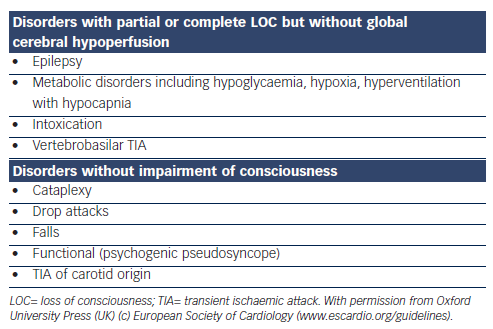 Disorders with partial or complete LOC but without global
cerebral hypoperfusion
• Epilepsy
• Metabolic disorders including hypoglycaemia, hypoxia, hyperventilation
with hypocapnia
• Intoxication
• Vertebrobasilar TIA
Disorders without impairment of consciousness
• Cataplexy
• Drop attacks
• Falls
• Functional (psychogenic pseudosyncope)
• TIA of carotid origin
LOC= loss of consciousness; TIA= transient ischaemic attack. With permission from Oxford
University Press (UK) (c) European Society of Cardiology (www.escardio.org/guidelines).